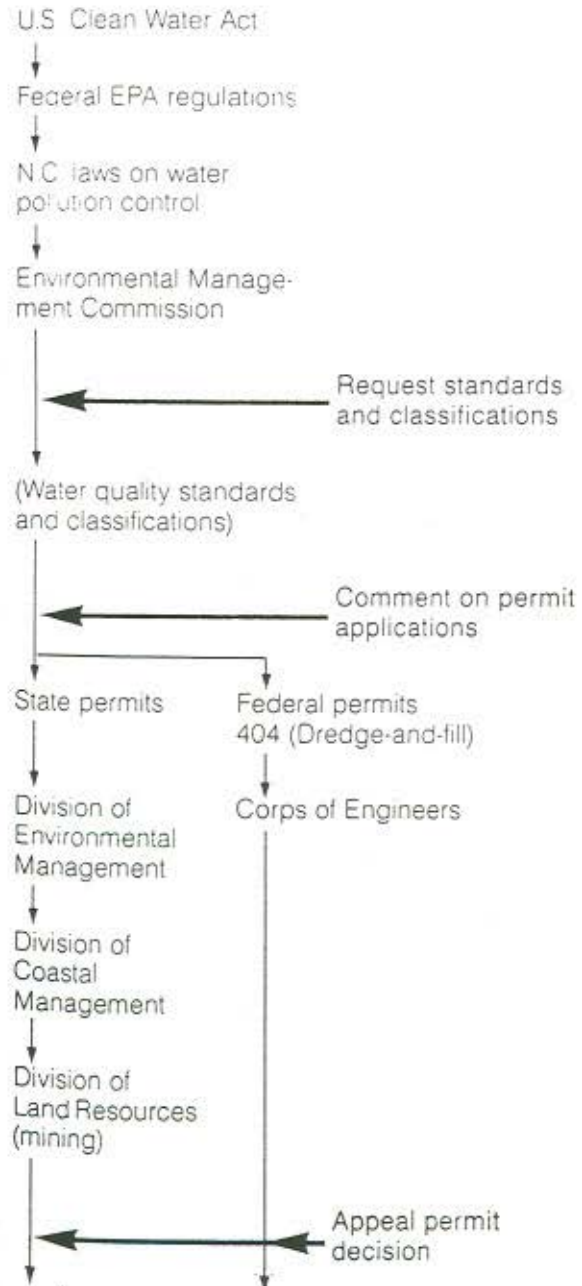 U.S. Clean Water Act
Federal EPA regulations
N.C. laws on water
pollution control
Environmental Manage-
ment Commission
Request standards
and classifications
(Water quality standards
and classifications)
Comment on permit
applications
State permits
Federal permits
404 (Dredge-and-fill)
Division of
Environmental
Management
Corps of Engineers
Division of
Coastal
Management
Division of
Land Resources
(mining)
Appeal permit
decision